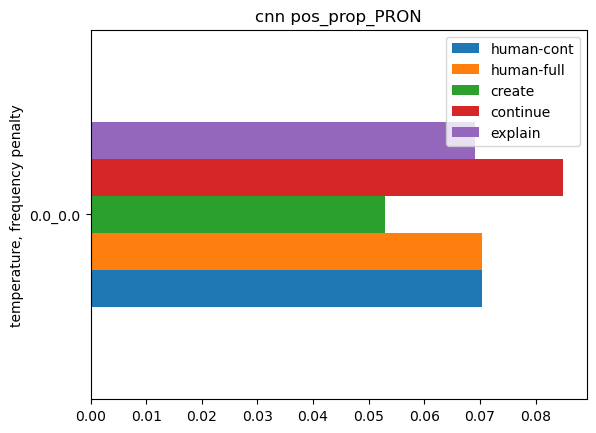 cnn pos_prop_PRON
human-cont
human-full
create
continue
explain
temperature, frequency penalty
0.0_0.0
0.00 0.01 0.02 0.03 0.04 0.05 0.06 0.07 0.08